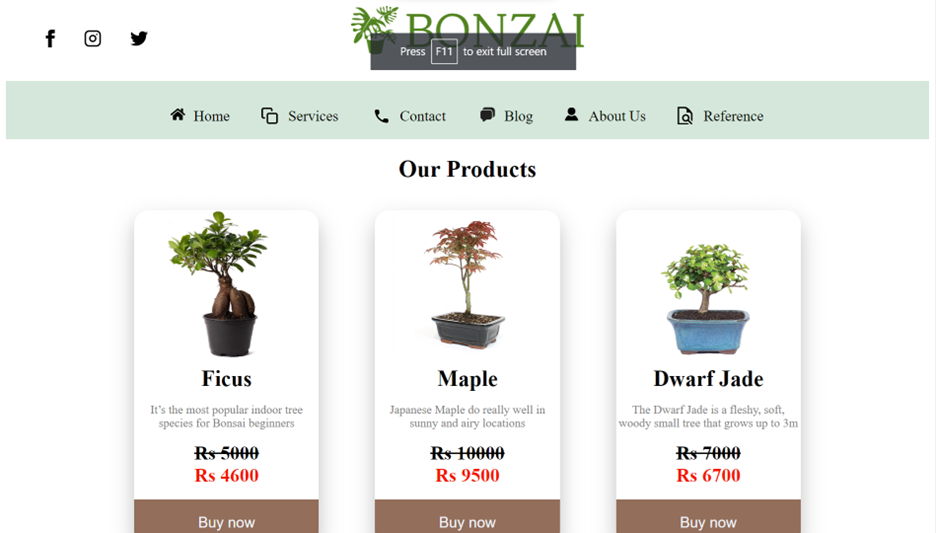 BONZAI
Press F11 to exit full screen
Home Services Contact Blog About Us Reference
Our Products
Ficus
It's the most popular indoor tree
species for Bonsai beginners
Rs 5000
Rs 4600
Buy now
Maple
Japanese Maple do really well in
sunny and airy locations
Rs 10000
Rs 9500
Buy now
Dwarf Jade
The Dwarf Jade is a fleshy, soft,
woody small tree that grows up to 3m
Rs 7000
Rs 6700
Buy now